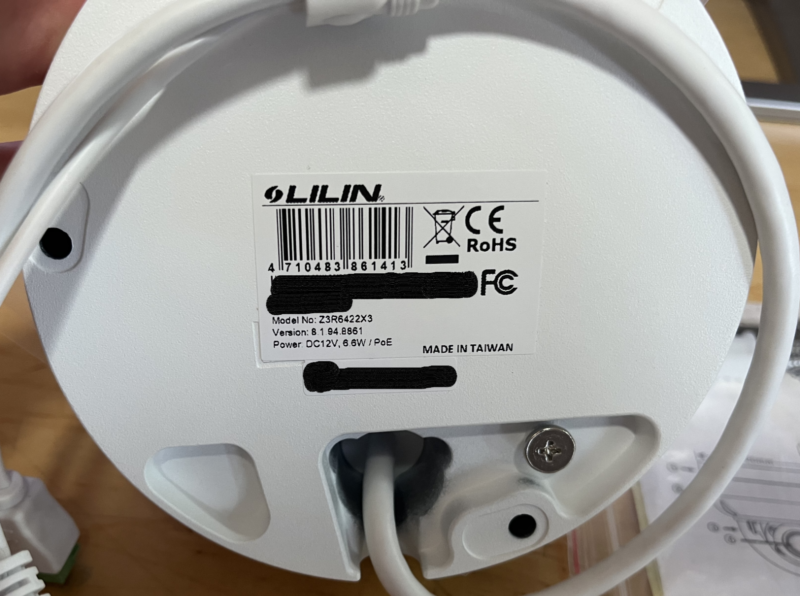 LILIN
CE
RoHS
4 710483 861413
FC
Model No: Z3R6422X3
Version: 8.1.94.8861
Power: DC12V, 6.6W / PoE
MADE IN TAIWAN